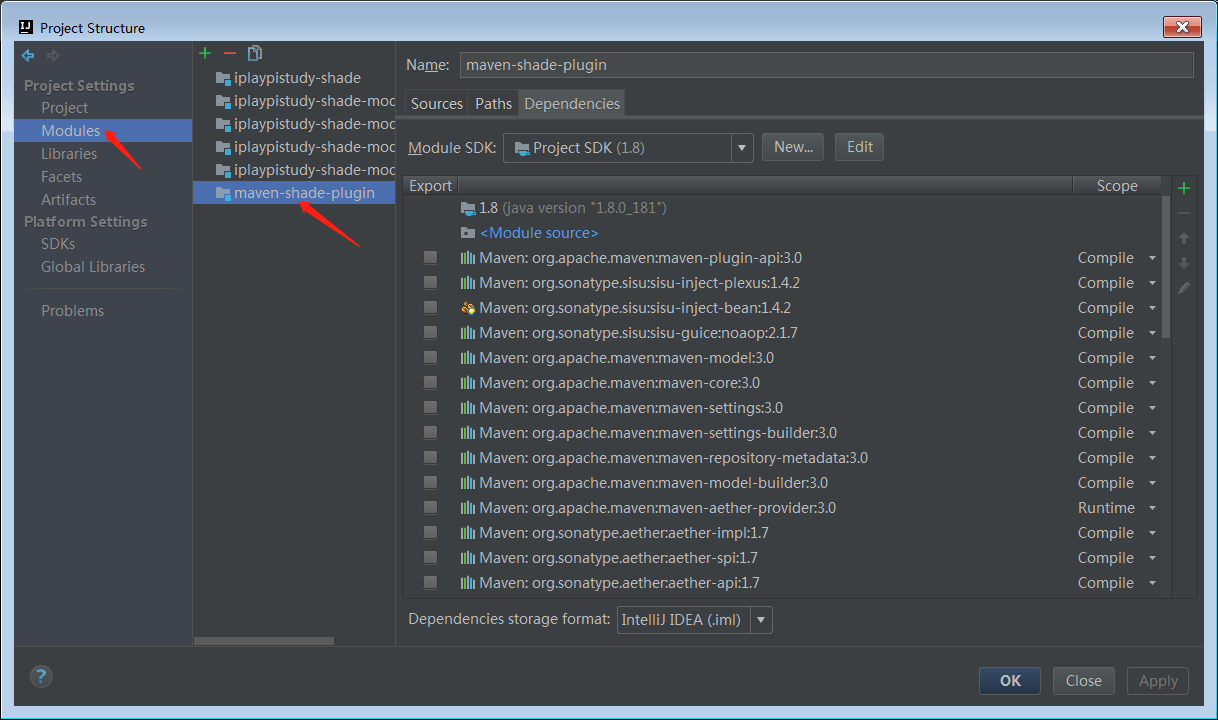 Project Structure
Project Settings
Project
Modules
Libraries
Facets
Artifacts
Platform Settings
SDKs
Global Libraries
Problems
iplaypistudy-shade
iplaypistudy-shade-moc
iplaypistudy-shade-moc
iplaypistudy-shade-moc
iplaypistudy-shade-moc
maven-shade-plugin
Name: maven-shade-plugin
Sources Paths Dependencies
Module SDK: Project SDK (1.8) New... Edit
Export Scope
1.8 (java version "1.8.0_181")
<Module source>
Maven: org.apache.maven:maven-plugin-api:3.0 Compile
Maven: org.sonatype.sisu:sisu-inject-plexus:1.4.2 Compile
Maven: org.sonatype.sisu:sisu-inject-bean:1.4.2 Compile
Maven: org.sonatype.sisu:sisu-guice:noaop:2.1.7 Compile
Maven: org.apache.maven:maven-model:3.0 Compile
Maven: org.apache.maven:maven-core:3.0 Compile
Maven: org.apache.maven:maven-settings:3.0 Compile
Maven: org.apache.maven:maven-settings-builder:3.0 Compile
Maven: org.apache.maven:maven-repository-metadata:3.0 Compile
Maven: org.apache.maven:maven-model-builder:3.0 Compile
Maven: org.apache.maven:maven-aether-provider:3.0 Runtime
Maven: org.sonatype.aether:aether-impl:1.7 Compile
Maven: org.sonatype.aether:aether-spi:1.7 Compile
Maven: org.sonatype.aether:aether-api:1.7 Compile
Dependencies storage format: IntelliJ IDEA (.iml)
? OK Close Apply